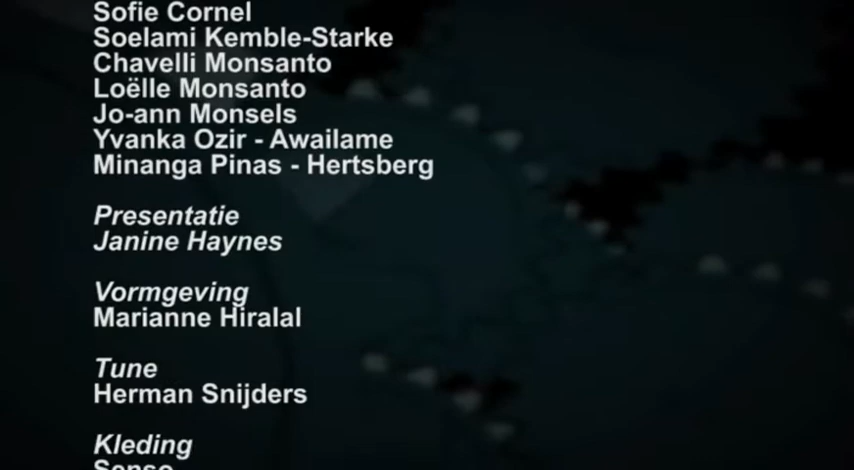 Sofie Cornel
Soelami Kemble-Starke
Chavelli Monsanto
Loëlle Monsanto
Jo-ann Monsels
Yvanka Ozir - Awailame
Minanga Pinas - Hertsberg
Presentatie
Janine Haynes
Vormgeving
Marianne Hiralal
Tune
Herman Snijders
Kleding